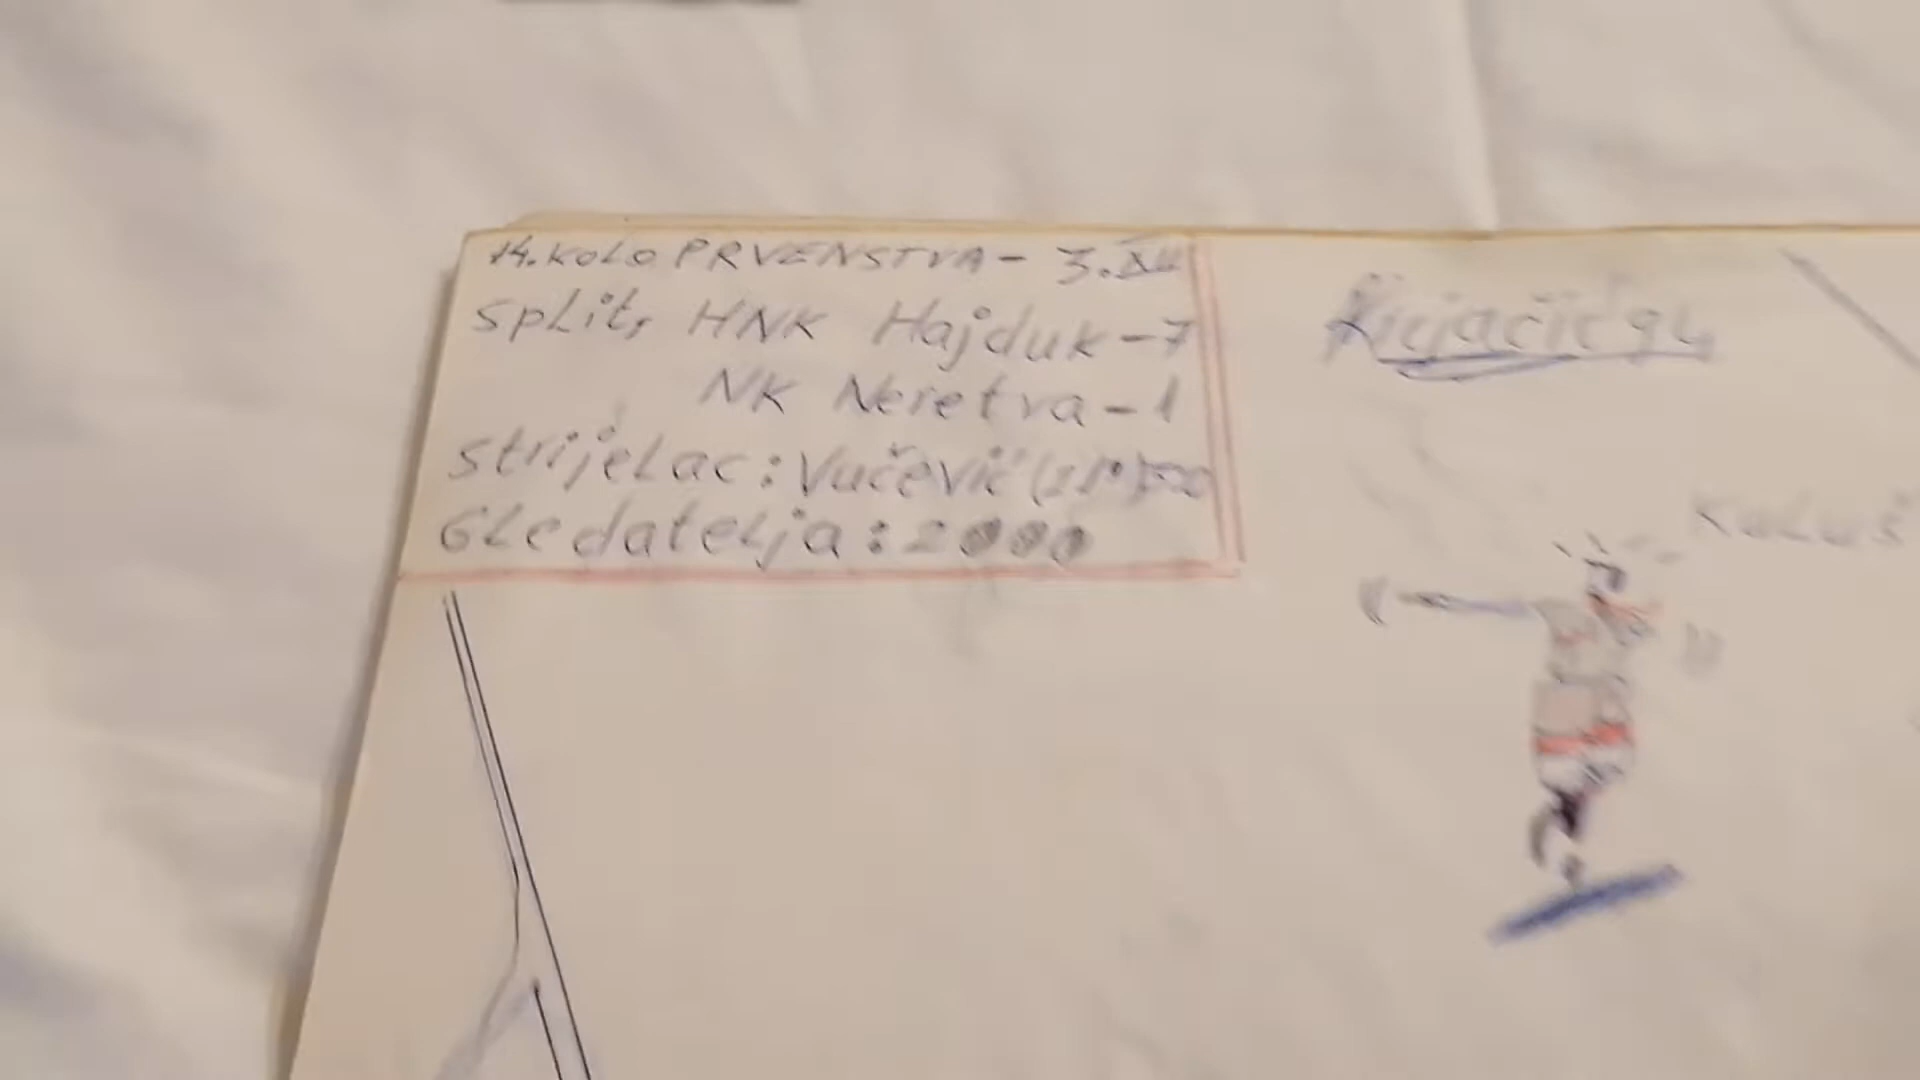 14. kolo PRVENSTVA - 3. XII
Split, HNK Hajduk - 7
NK Neretva - 1
Strijelac: Vučević
Gledatelja: 2000